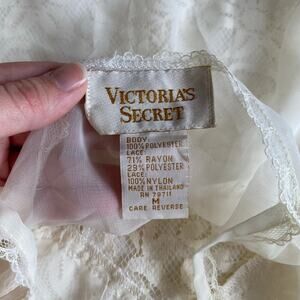 VICTORIA'S
SECRET
BODY:
100% POLYESTER
LACE:
71% RAYON
29% POLYESTER
LACE:
100% NYLON
MADE IN THAILAND
RN 79711
M
CARE REVERSE